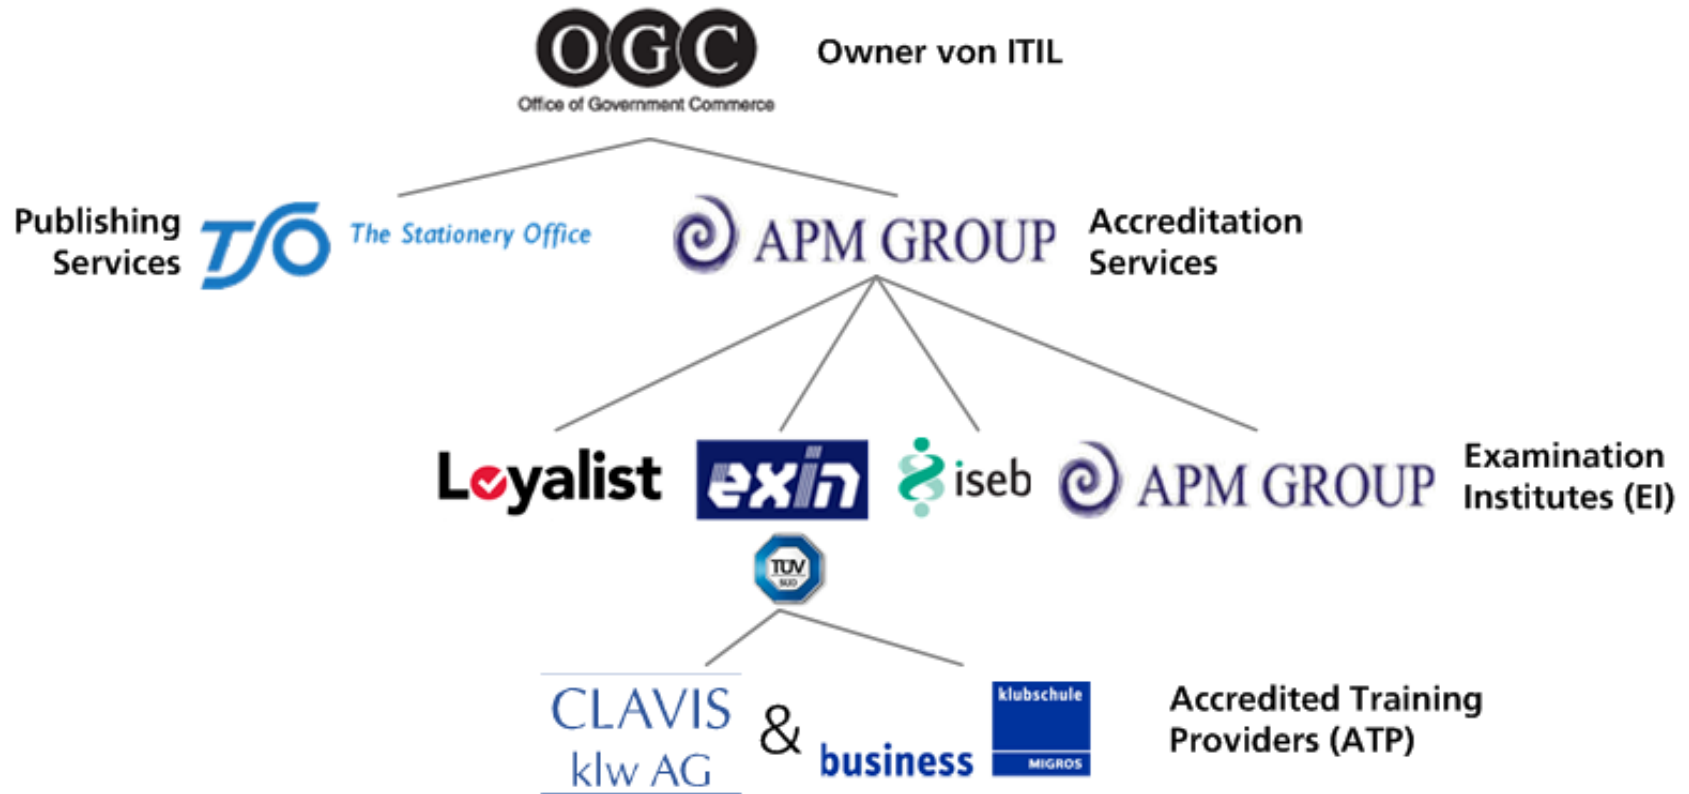 OGC
Office of Government Commerce
Owner von ITIL
Publishing
Services
TSO
The Stationery Office
APM GROUP
Accreditation
Services
Loyalist
exin
iseb
APM GROUP
Examination
Institutes (EI)
TÜV
SÜD
CLAVIS
klw AG
&
business
klubschule
MIGROS
Accredited Training
Providers (ATP)